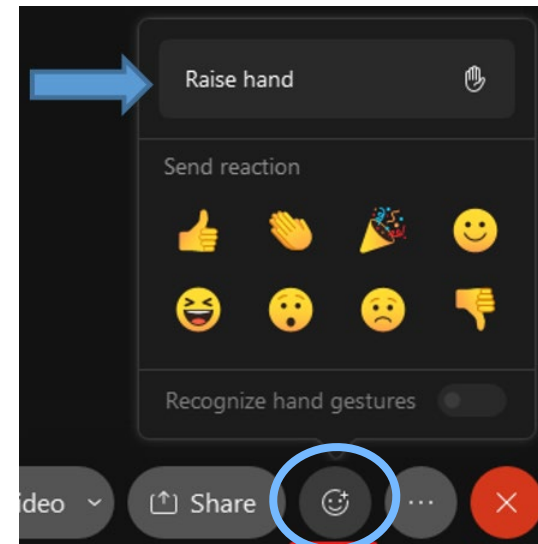 Raise hand
Send reaction
Recognize hand gestures
ideo
Share